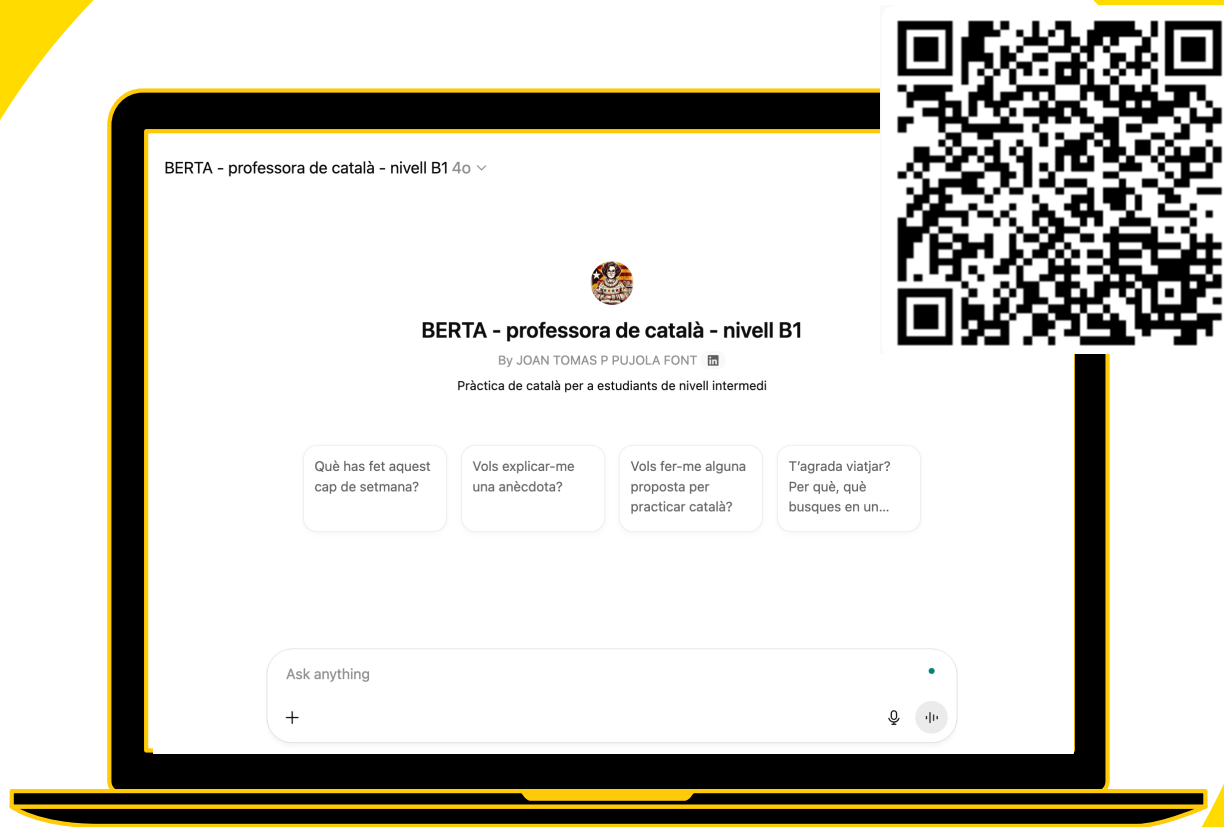 BERTA - professora de català - nivell B1 4o
BERTA - professora de català - nivell B1
By JOAN TOMAS P PUJOLA FONT
Pràctica de català per a estudiants de nivell intermedi
Què has fet aquest
cap de setmana?
Vols explicar-me
una anècdota?
Vols fer-me alguna
proposta per
practicar català?
T'agrada viatjar?
Per què, què
busques en un...
Ask anything